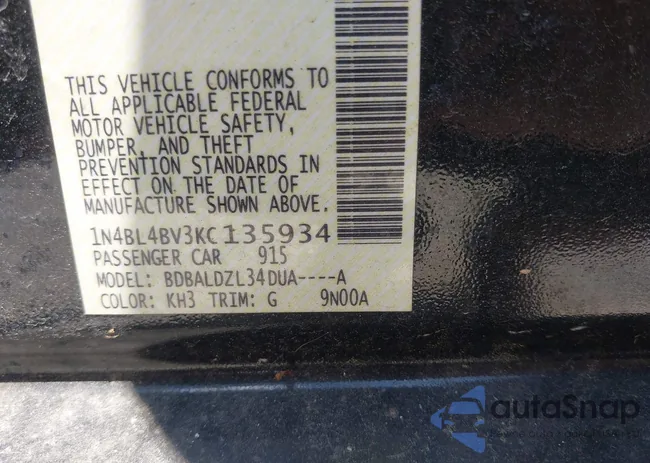 THIS VEHICLE CONFORMS TO
ALL APPLICABLE FEDERAL
MOTOR VEHICLE SAFETY,
BUMPER, AND THEFT
PREVENTION STANDARDS IN
EFFECT ON THE DATE OF
MANUFACTURE SHOWN ABOVE.
1N4BL4BV3KC135934
PASSENGER CAR 915
MODEL: BDBALDZL34DUA----A
COLOR: KH3 TRIM: G 9N00A
autaSnap